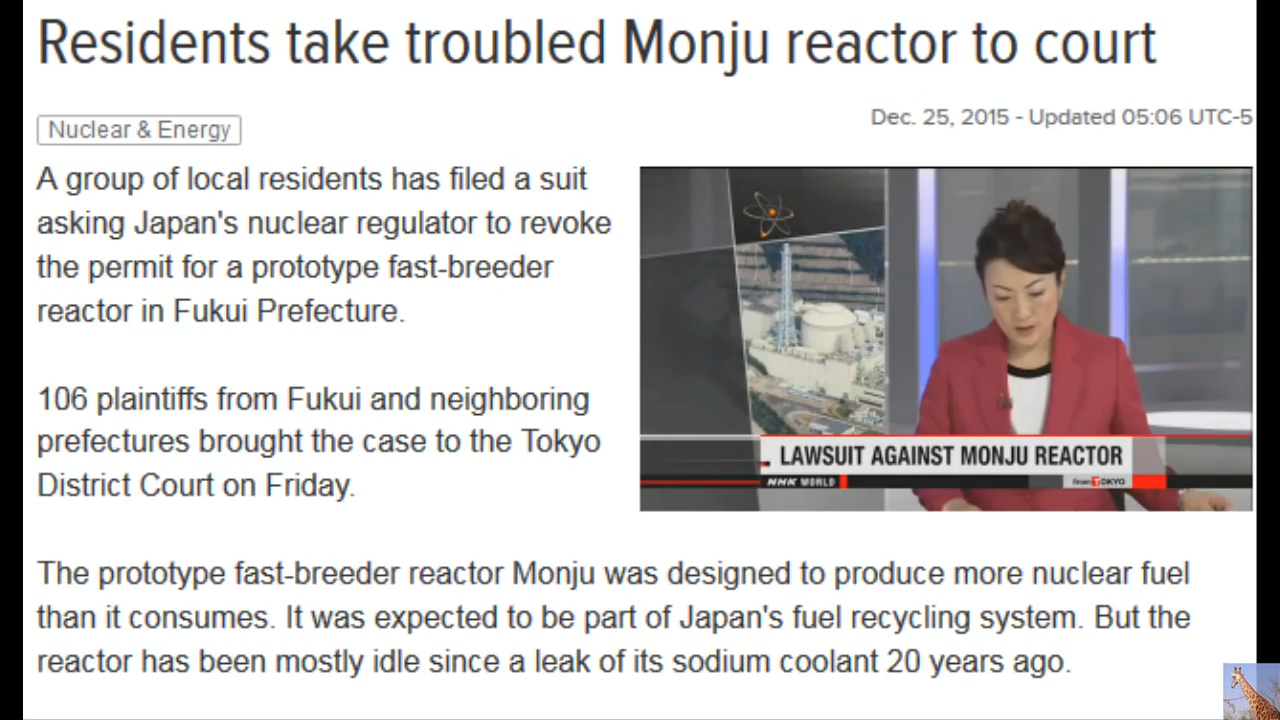 Residents take troubled Monju reactor to court
Nuclear & Energy
Dec. 25, 2015 - Updated 05:06 UTC-5
A group of local residents has filed a suit
asking Japan's nuclear regulator to revoke
the permit for a prototype fast-breeder
reactor in Fukui Prefecture.
106 plaintiffs from Fukui and neighboring
prefectures brought the case to the Tokyo
District Court on Friday.
LAWSUIT AGAINST MONJU REACTOR
NHK WORLD
from TOKYO
The prototype fast-breeder reactor Monju was designed to produce more nuclear fuel
than it consumes. It was expected to be part of Japan's fuel recycling system. But the
reactor has been mostly idle since a leak of its sodium coolant 20 years ago.